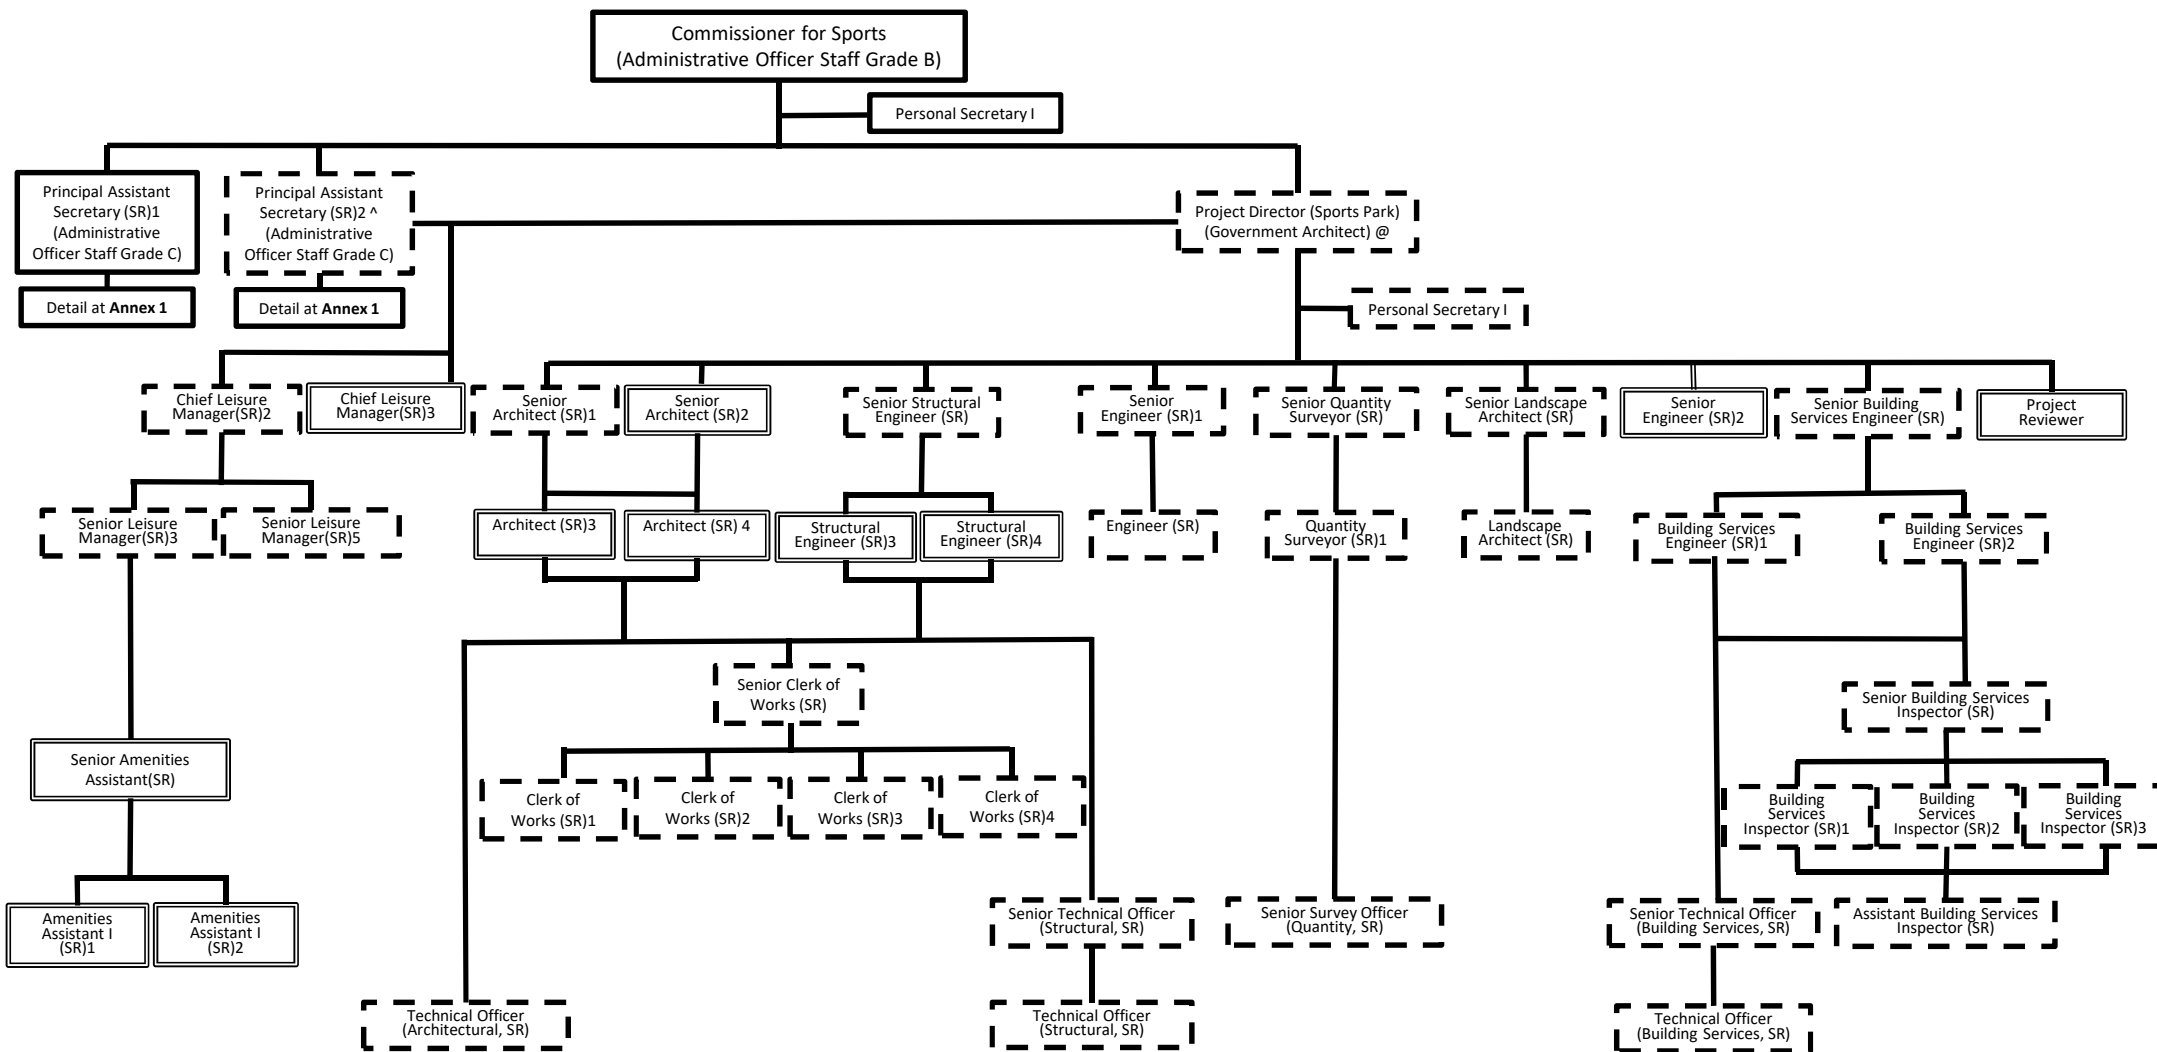 Commissioner for Sports
(Administrative Officer Staff Grade B)
Personal Secretary I
Principal Assistant
Secretary (SR)1
(Administrative
Officer Staff Grade C)
Principal Assistant
Secretary (SR)2 ^
(Administrative
Officer Staff Grade C)
Project Director (Sports Park)
(Government Architect) @
Detail at Annex 1
Detail at Annex 1
Personal Secretary I
Chief Leisure
Manager(SR)2
Chief Leisure
Manager(SR)3
Senior
Architect (SR)1
Senior
Architect (SR)2
Senior Structural
Engineer (SR)
Senior
Engineer (SR)1
Senior Quantity
Surveyor (SR)
Senior Landscape
Architect (SR)
Senior
Engineer (SR)2
Senior Building
Services Engineer (SR)
Project
Reviewer
Senior Leisure
Manager(SR)3
Senior Leisure
Manager(SR)5
Architect (SR)3
Architect (SR) 4
Structural
Engineer (SR)3
Structural
Engineer (SR)4
Engineer (SR)
Quantity
Surveyor (SR)1
Landscape
Architect (SR)
Building Services
Engineer (SR)1
Building Services
Engineer (SR)2
Senior Clerk of
Works (SR)
Senior Building Services
Inspector (SR)
Senior Amenities
Assistant(SR)
Clerk of
Works (SR)1
Clerk of
Works (SR)2
Clerk of
Works (SR)3
Clerk of
Works (SR)4
Building
Services
Inspector (SR)1
Building
Services
Inspector (SR)2
Building
Services
Inspector (SR)3
Amenities
Assistant I
(SR)1
Amenities
Assistant I
(SR)2
Senior Technical Officer
(Structural, SR)
Senior Survey Officer
(Quantity, SR)
Senior Technical Officer
(Building Services, SR)
Assistant Building Services
Inspector (SR)
Technical Officer
(Architectural, SR)
Technical Officer
(Structural, SR)
Technical Officer
(Building Services, SR)